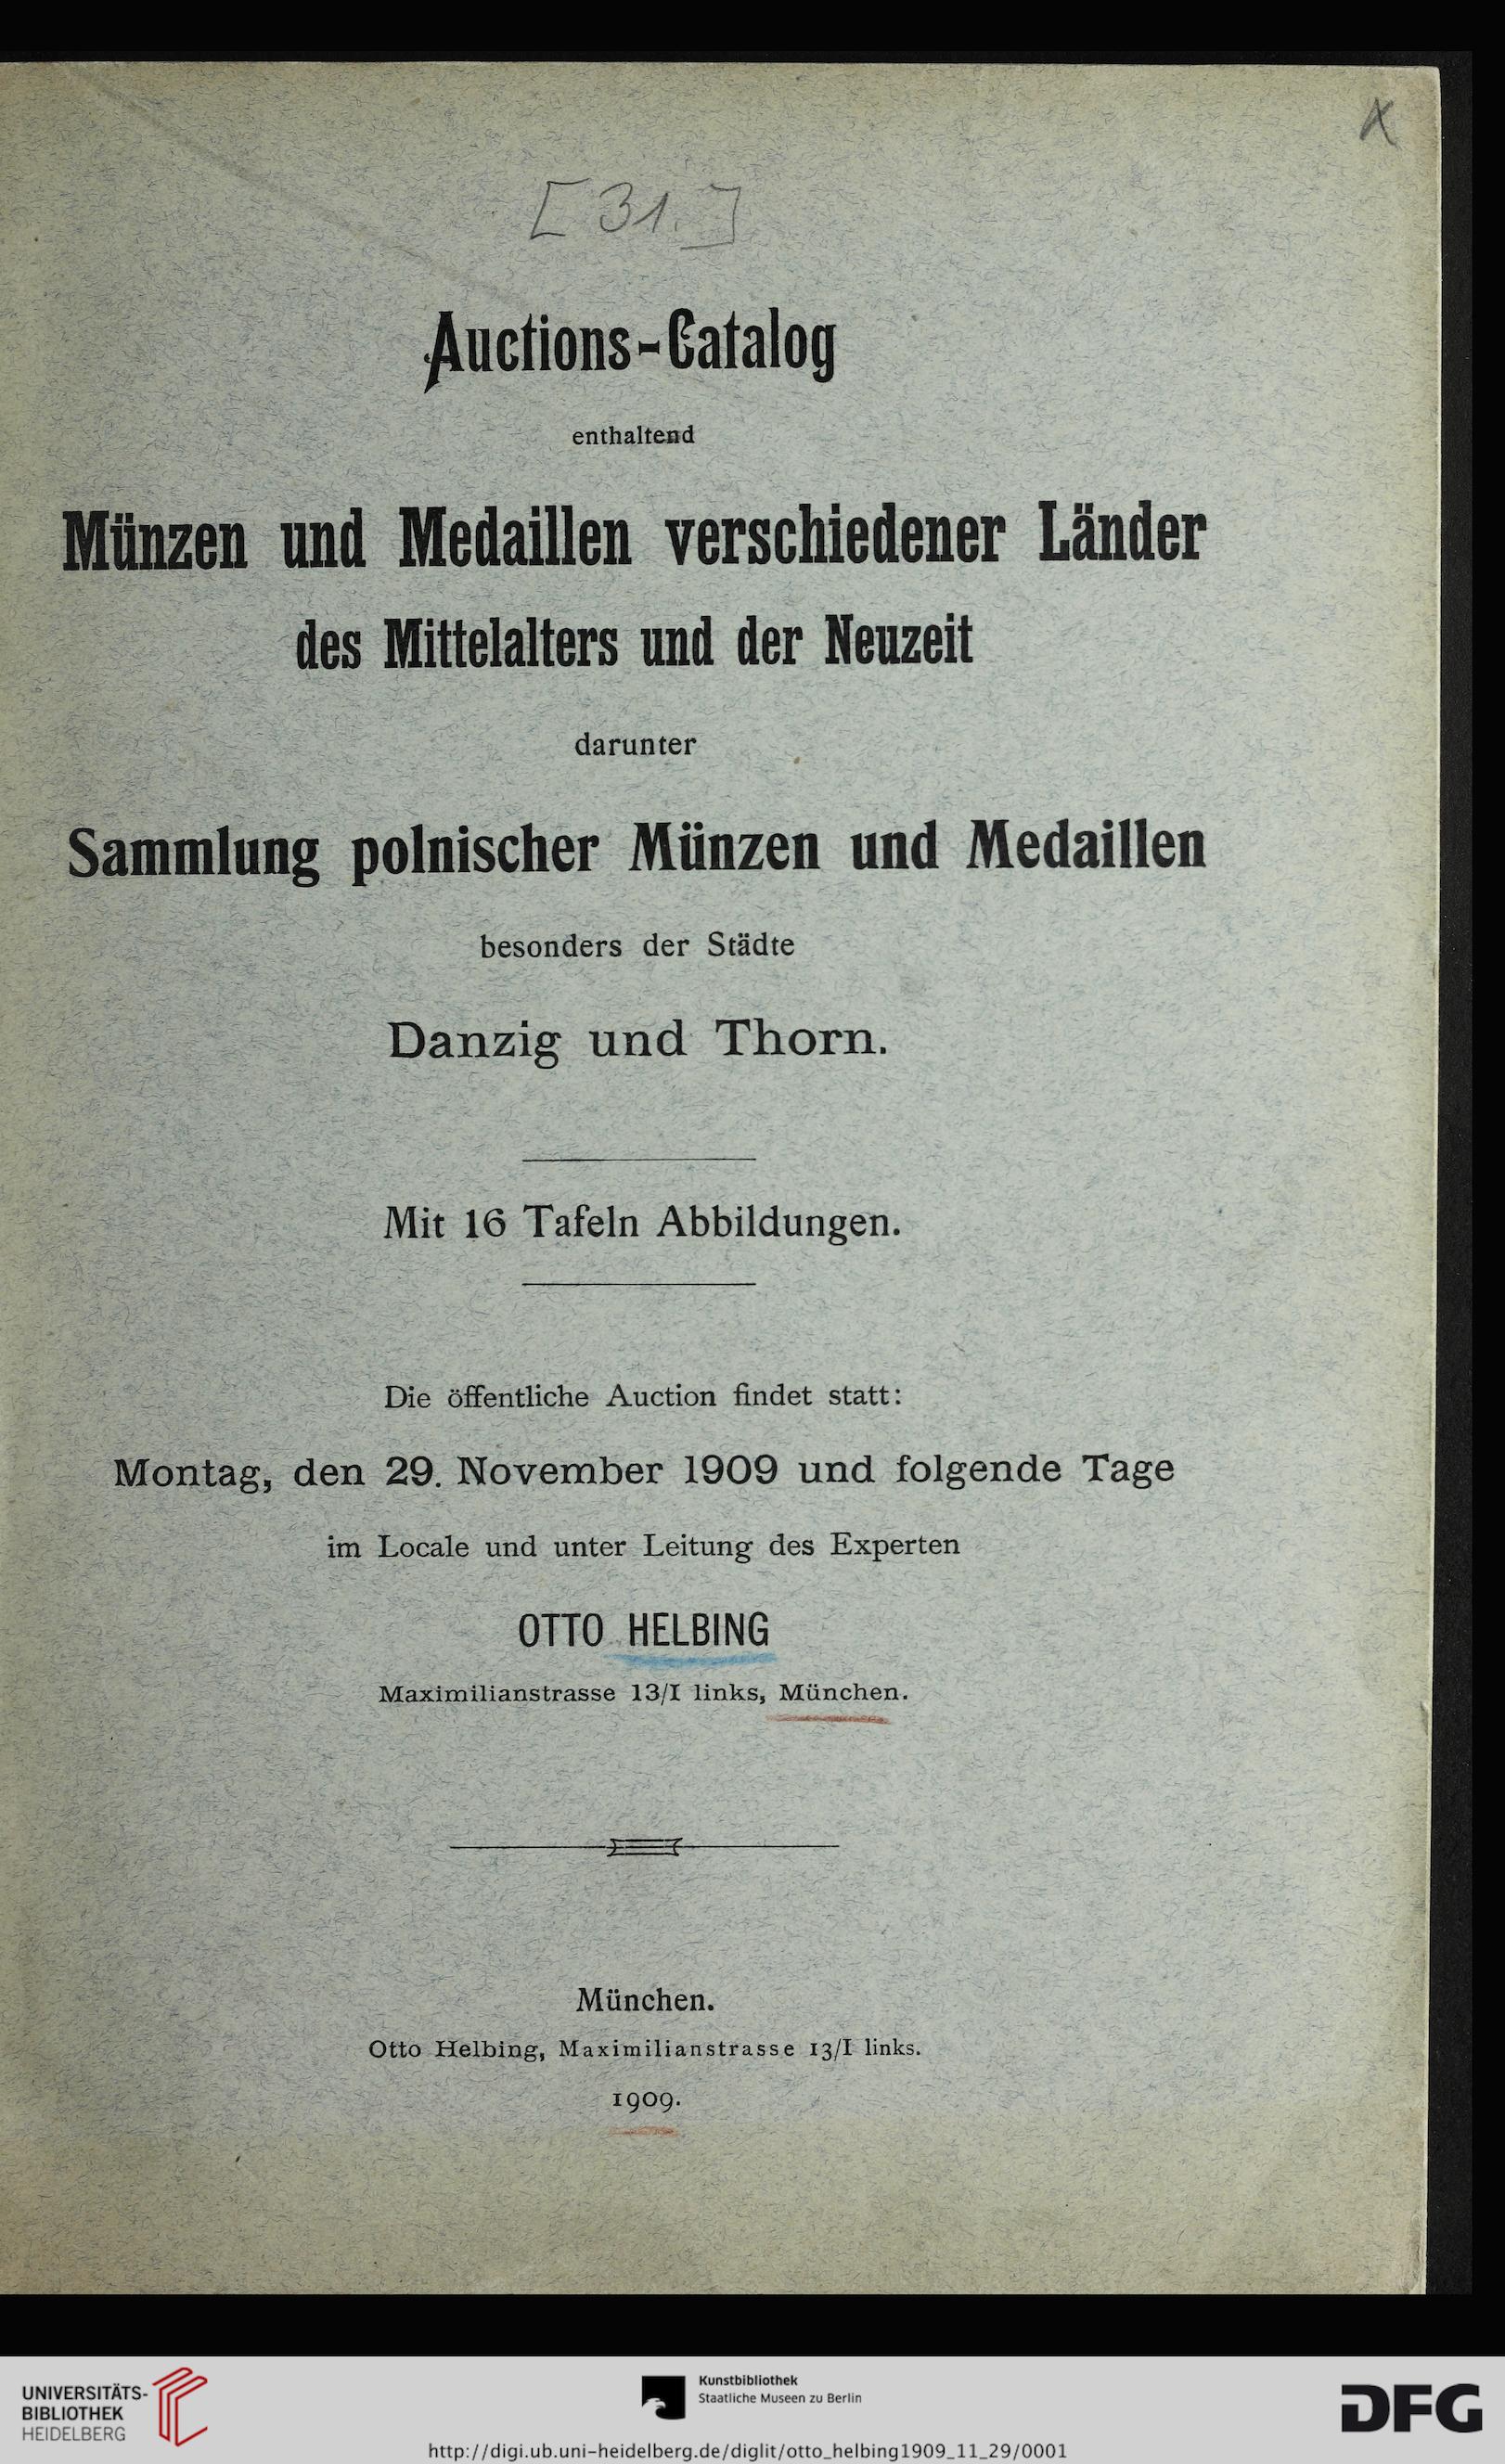 X
[31.]
Auctions-Catalog
enthaltend
Münzen und Medaillen verschiedener Länder
des Mittelalters und der Neuzeit
darunter
Sammlung polnischer Münzen und Medaillen
besonders der Städte
Danzig und Thorn.
Mit 16 Tafeln Abbildungen.
Die öffentliche Auction findet statt:
Montag, den 29. November 1909 und folgende Tage
im Locale und unter Leitung des Experten
OTTO HELBING
Maximilianstrasse 13/I links, München.
München.
Otto Helbing, Maximilianstrasse 13/I links.
1909.
UNIVERSITÄTS-
BIBLIOTHEK
HEIDELBERG
Kunstbibliothek
Staatliche Museen zu Berlin
DFG
http://digi.ub.uni-heidelberg.de/diglit/otto_helbing1909_11_29/0001